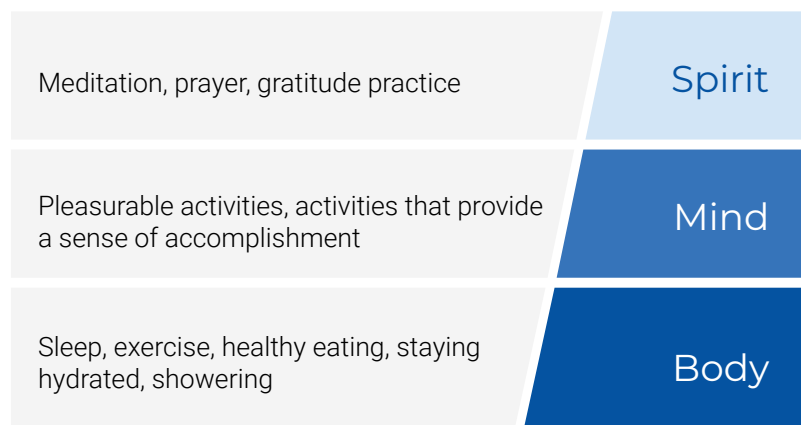 Meditation, prayer, gratitude practice
Spirit
Pleasurable activities, activities that provide
a sense of accomplishment
Mind
Sleep, exercise, healthy eating, staying
hydrated, showering
Body